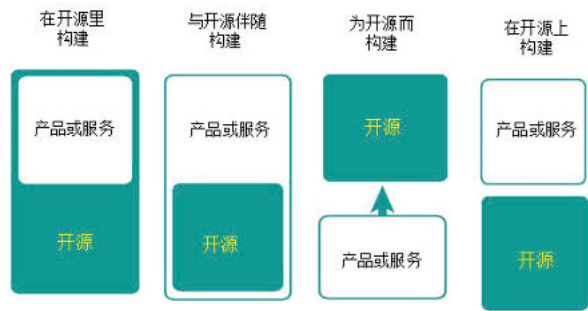 在开源里
构建
产品或服务
开源
与开源伴随
构建
产品或服务
开源
为开源而
构建
开源
产品或服务
在开源上
构建
产品或服务
开源